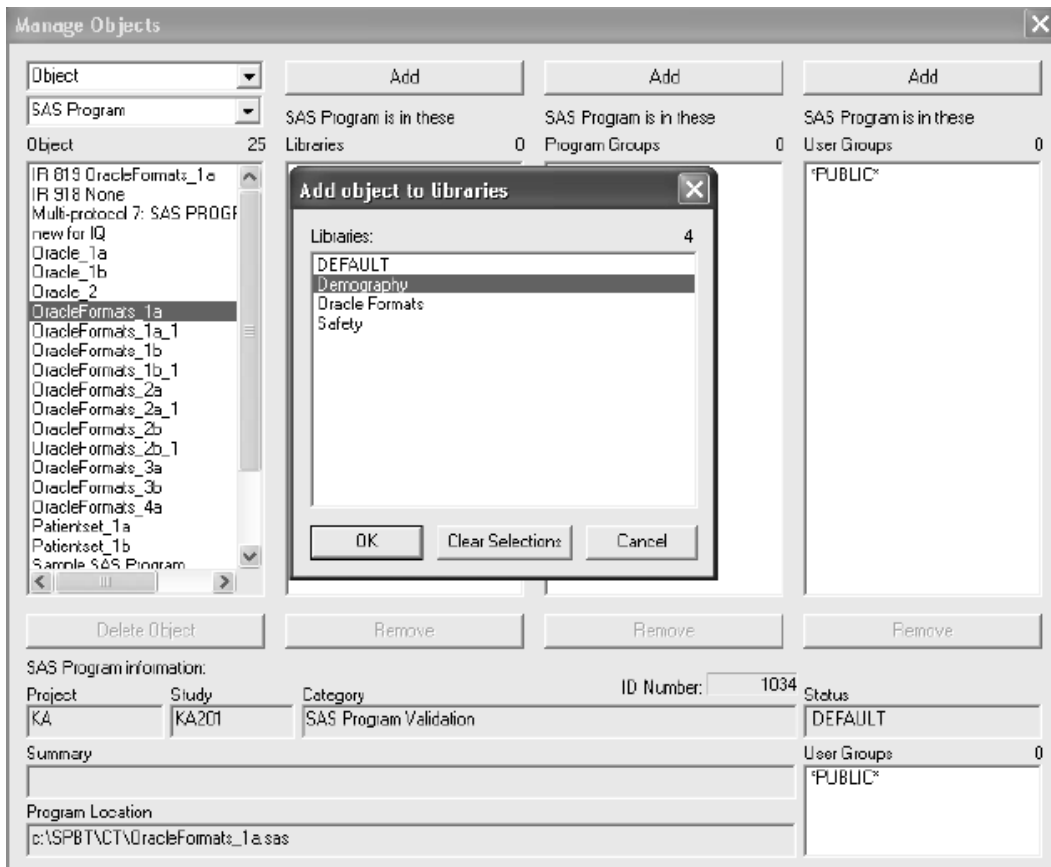 Manage Objects
Object
SAS Program
Object 25
IR 819 OracleFormats_1a
IR 918 None
Multi-protocol 7: SAS PROGF
new for IQ
Oracle_1a
Oracle_1b
Oracle_2
OracleFormats_1a
OracleFormats_1a_1
OracleFormats_1b
OracleFormats_1b_1
OracleFormats_2a
OracleFormats_2a_1
OracleFormats_2b
OracleFormats_2b_1
OracleFormats_3a
OracleFormats_3b
OracleFormats_4a
Patientset_1a
Patientset_1b
Sample SAS Program
Delete Object
Add
SAS Program is in these
Libraries 0
Remove
Add
SAS Program is in these
Program Groups 0
Remove
Add
SAS Program is in these
User Groups 0
*PUBLIC*
Remove
Add object to libraries
Libraries: 4
DEFAULT
Demography
Oracle Formats
Safety
OK
Clear Selections
Cancel
SAS Program information:
Project
KA
Study
KA201
Category
SAS Program Validation
ID Number: 1034
Status
DEFAULT
Summary
User Groups 0
*PUBLIC*
Program Location
c:\SPBT\CT\OracleFormats_1a.sas